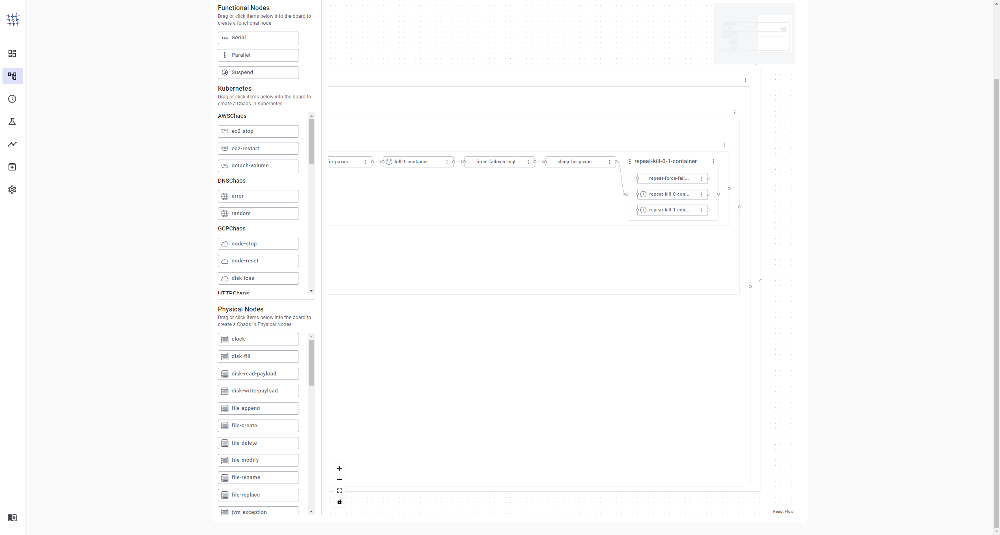 Functional Nodes
Drag or click items below into the board to
create a functional node.
Serial
Parallel
Suspend
Kubernetes
Drag or click items below into the board to
create a Chaos in Kubernetes.
AWSChaos
aws ec2-stop
aws ec2-restart
aws detach-volume
DNSChaos
error
random
GCPChaos
node-stop
node-reset
disk-loss
HTTPChaos
Physical Nodes
Drag or click items below into the board to
create a Chaos in Physical Nodes.
clock
disk-fill
disk-read-payload
disk-write-payload
file-append
file-create
file-delete
file-modify
file-rename
file-replace
jvm-exception
for-paxos
kill-1-container
force-failover-tsql
sleep-for-paxos
repeat-kill-0-1-container
repeat-force-fail...
repeat-kill-0-con...
repeat-kill-1-con...
React Flow